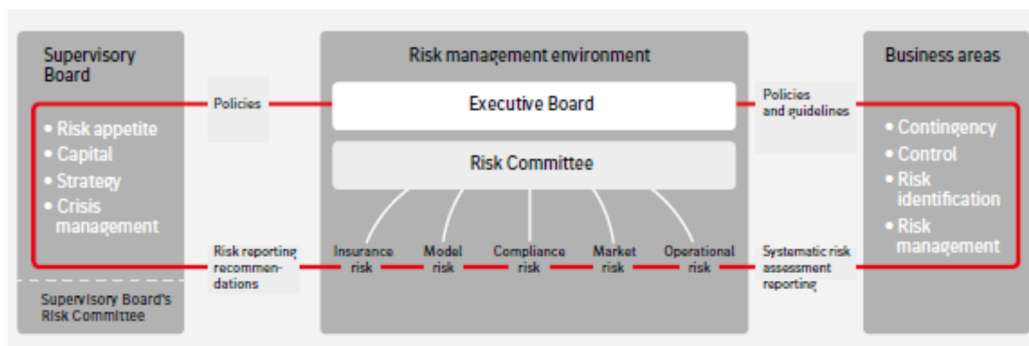 Supervisory
Board
Risk management environment
Business areas
Policies
Executive Board
Policies
and guidelines
• Risk appetite
• Capital
• Strategy
• Crisis
management
Risk Committee
• Contingency
• Control
• Risk
identification
• Risk
management
Risk reporting
recommen-
dations
Insurance
risk
Model
risk
Compliance
risk
Market
risk
Operational
risk
Systematic risk
assessment
reporting
Supervisory Board's
Risk Committee